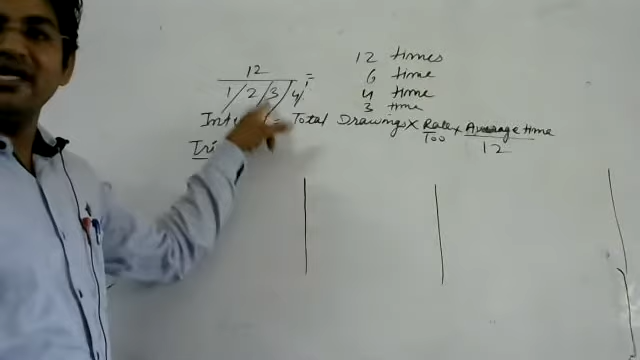 12 =
1/2/3/4/
12 times
6 time
4 time
3 time
Total Drawings × Rate × Average time
100 12